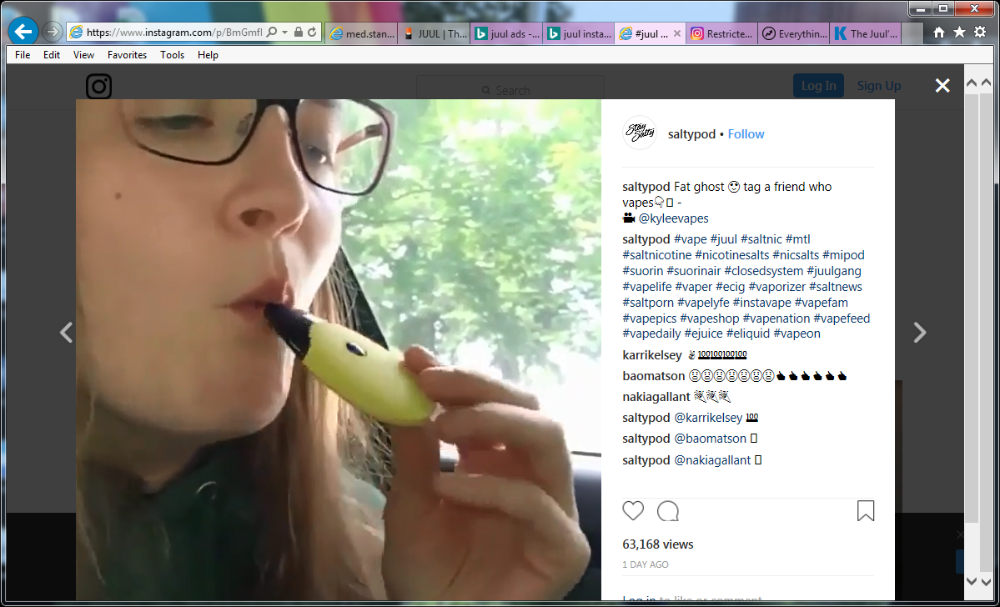 https://www.instagram.com/p/BmGmfl
med.stan...
JUUL | Th...
juul ads -...
juul insta...
#juul ...
Restricte...
Everythin...
The Juul'...
File Edit View Favorites Tools Help
Search
Log In
Sign Up
Stay Salty
saltypod • Follow
saltypod Fat ghost tag a friend who
vapes -
@kyleevapes
saltypod #vape #juul #saltnic #mtl
#saltnicotine #nicotinesalts #nicsalts #mipod
#suorin #suorinair #closedsystem #juulgang
#vapelife #vaper #ecig #vaporizer #saltnews
#saltporn #vapelyfe #instavape #vapefam
#vapepics #vapeshop #vapenation #vapefeed
#vapedaily #ejuice #eliquid #vapeon
karrikelsey ✌💯💯💯💯
baomatson
nakiagallant
saltypod @karrikelsey 💯
saltypod @baomatson
saltypod @nakiagallant
63,168 views
1 DAY AGO
Log in to like or comment.